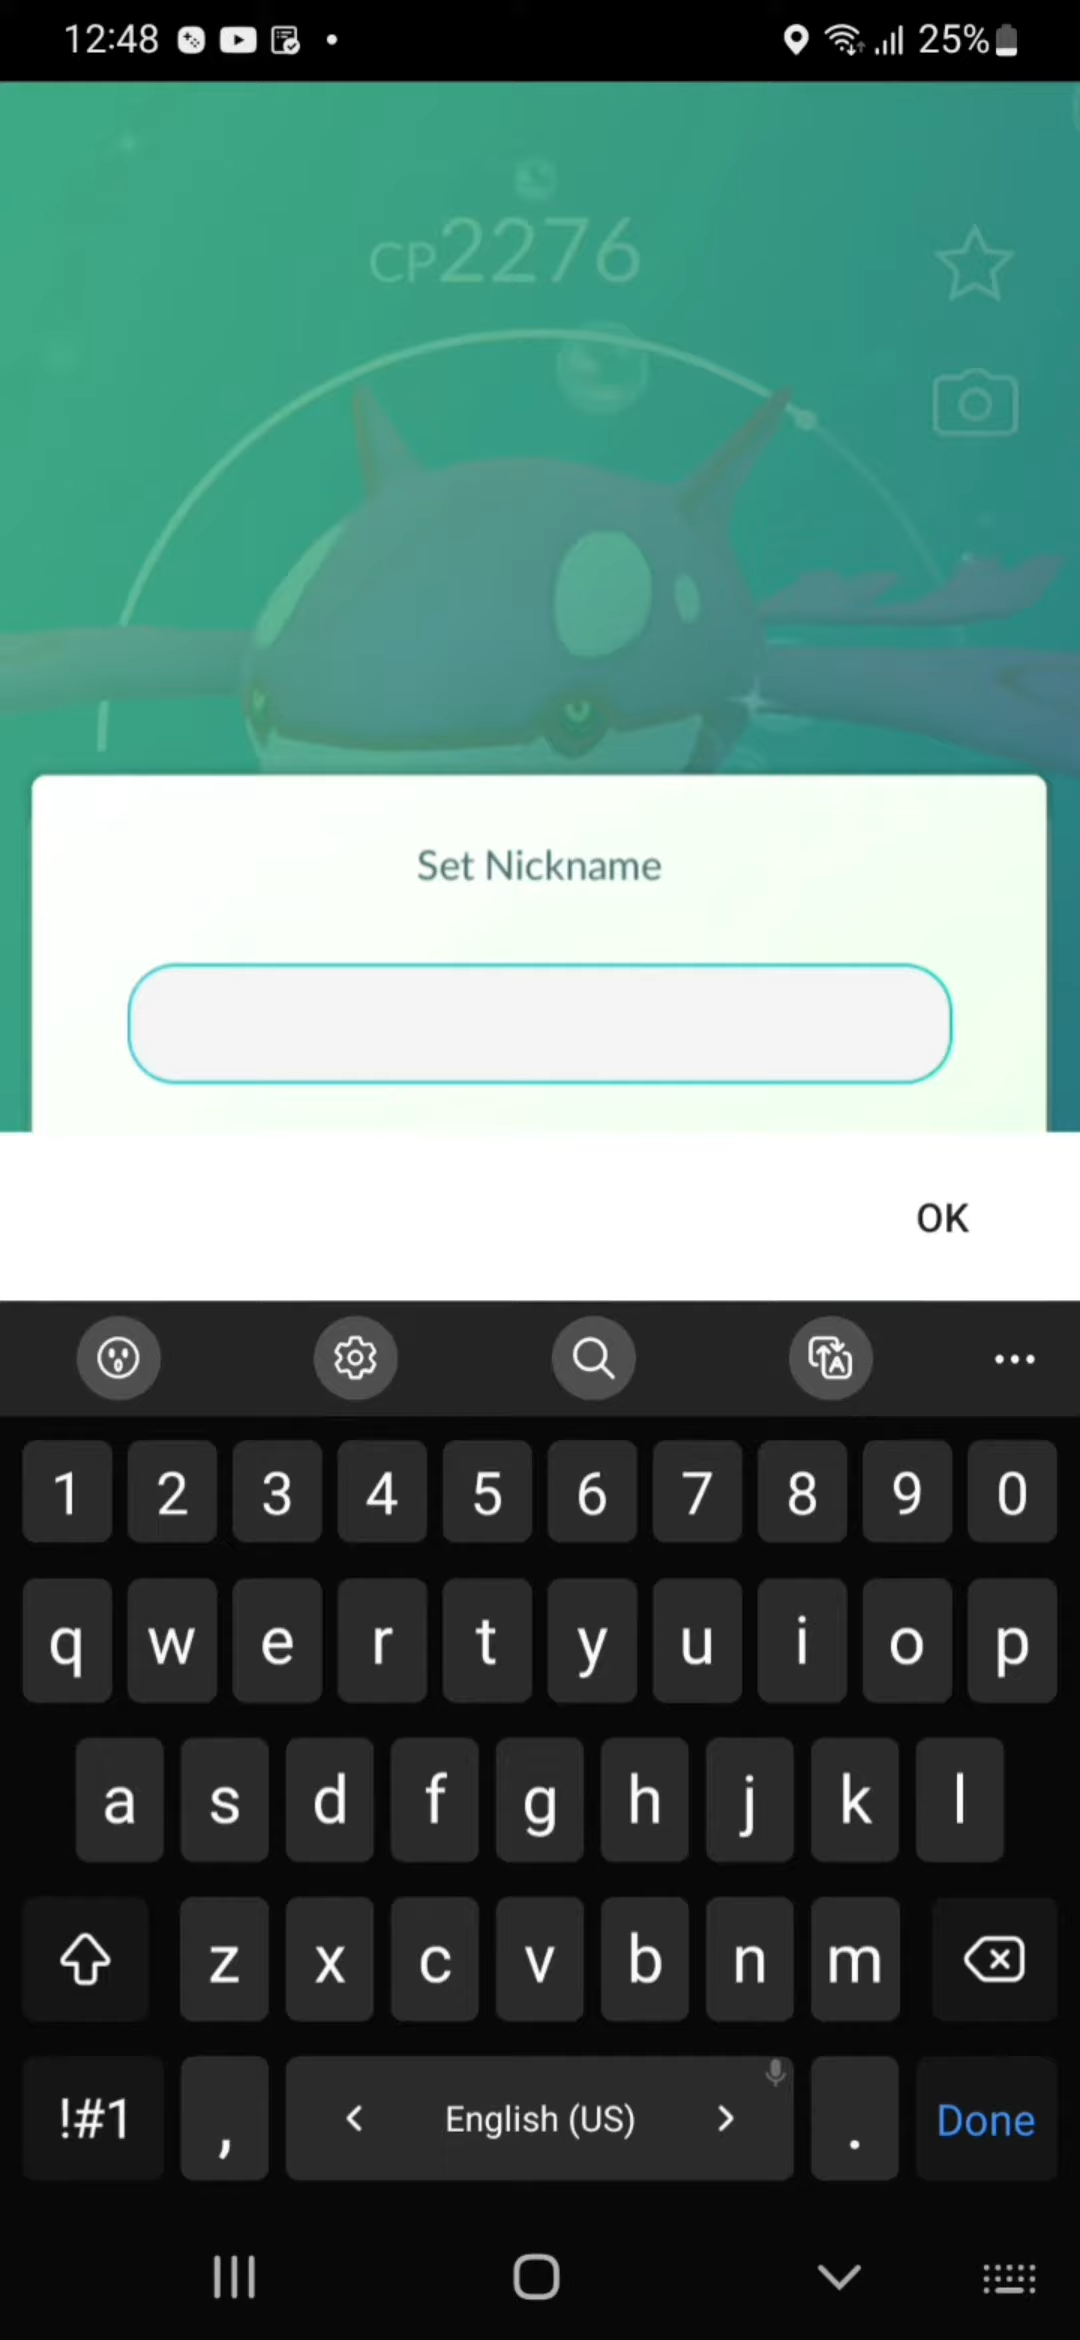 12:48 25%
CP2276
Set Nickname
OK
1 2 3 4 5 6 7 8 9 0
q w e r t y u i o p
a s d f g h j k l
z x c v b n m
!#1 , < English (US) > . Done